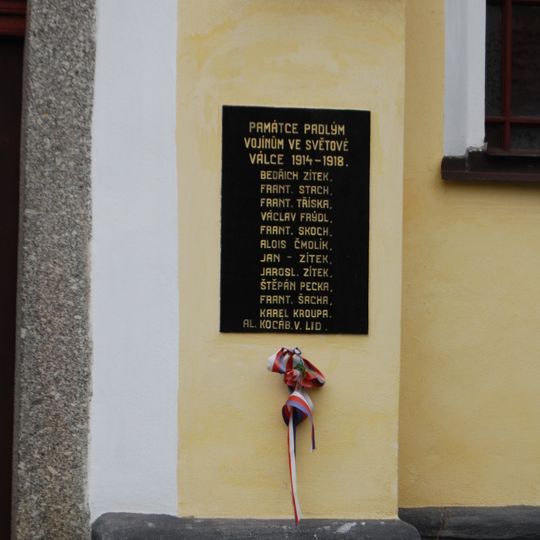 PAMÁTCE PADLÝM
VOJÍNŮM VE SVĚTOVÉ
VÁLCE 1914-1918.
BEDŘICH ZÍTEK,
FRANT. STACH,
FRANT. TŘÍSKA,
VÁCLAV FRÝDL,
FRANT. SKOCH,
ALOIS ČMOLÍK,
JAN - ZÍTEK,
JAROSL. ZÍTEK,
ŠTĚPÁN PECKA,
FRANT. ŠACHA,
KAREL KROUPA.
AL. KOCÁB. V. LID.